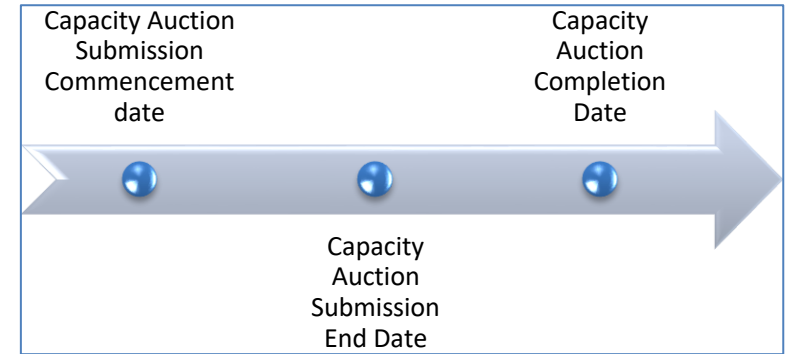 Capacity Auction
Submission
Commencement
date
Capacity
Auction
Completion
Date
Capacity
Auction
Submission
End Date